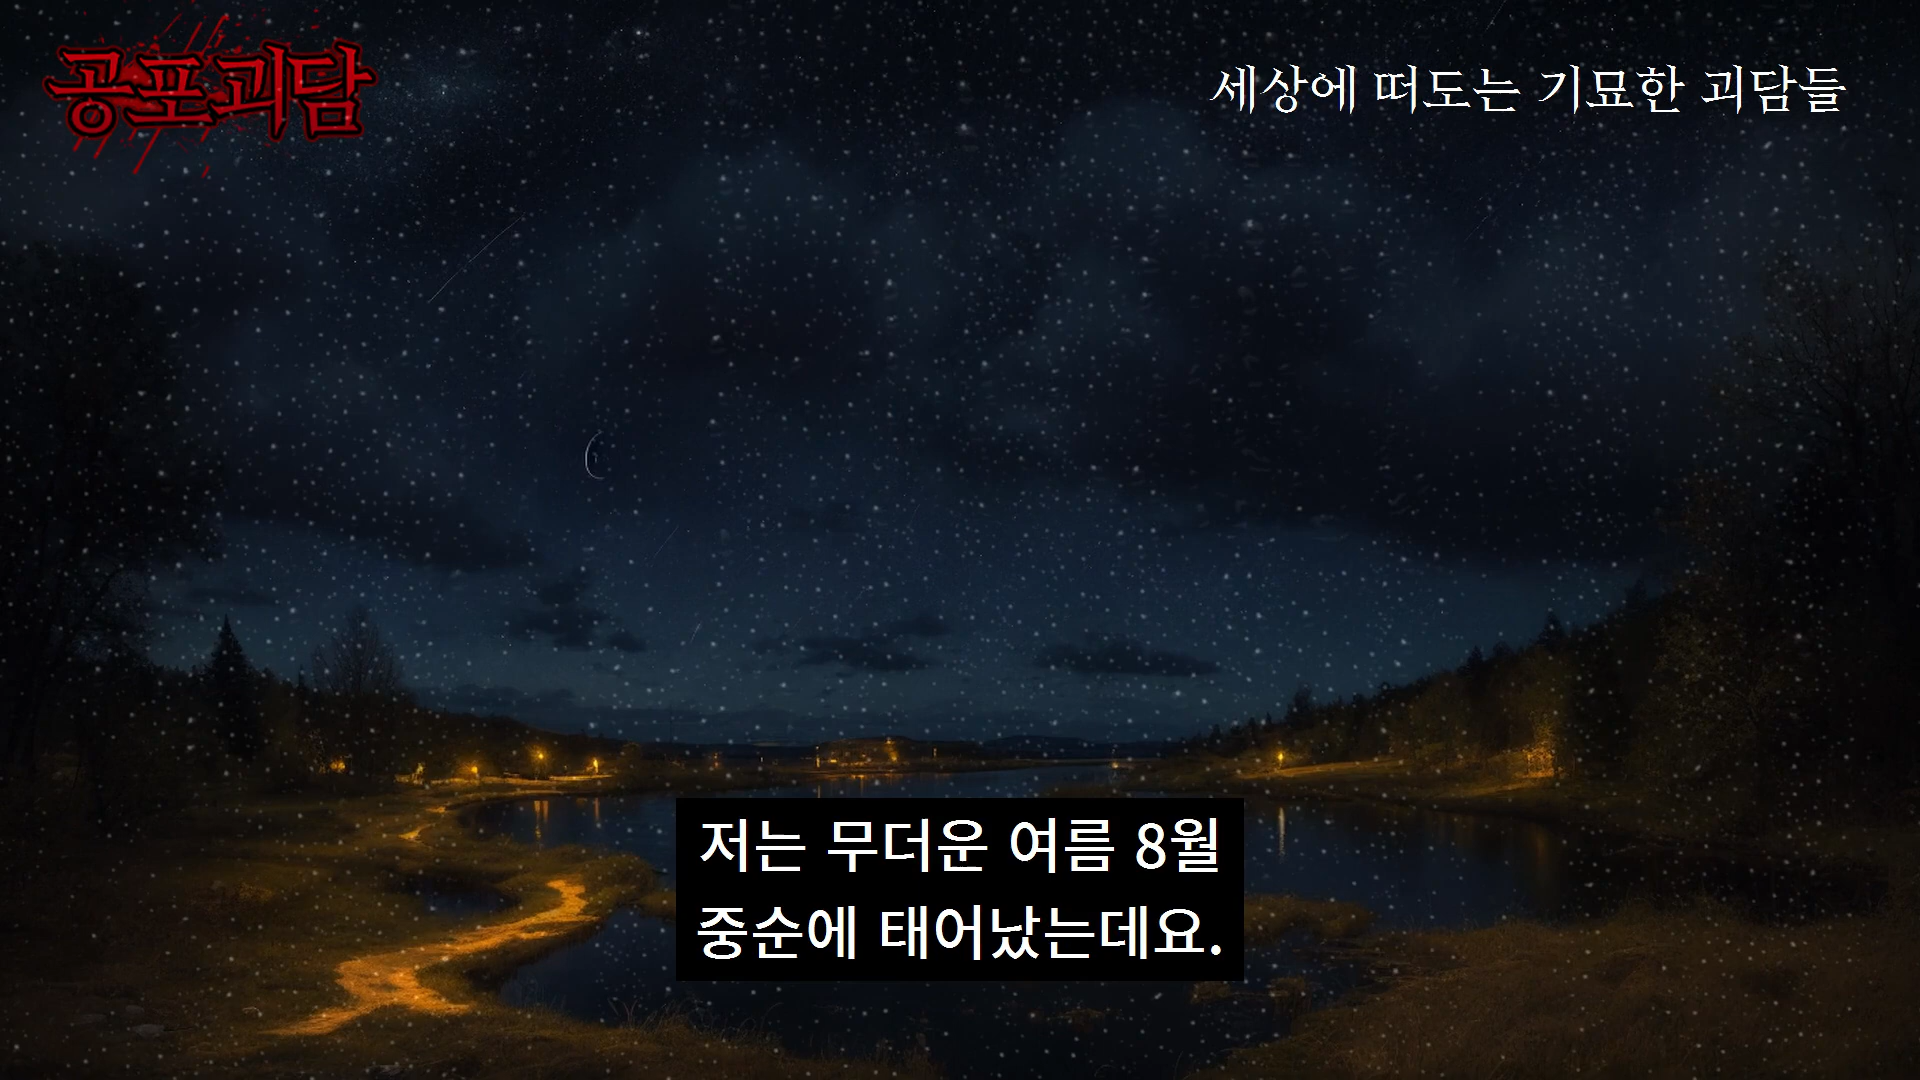 공포괴담
세상에 떠도는 기묘한 괴담들
저는 무더운 여름 8월
중순에 태어났는데요.